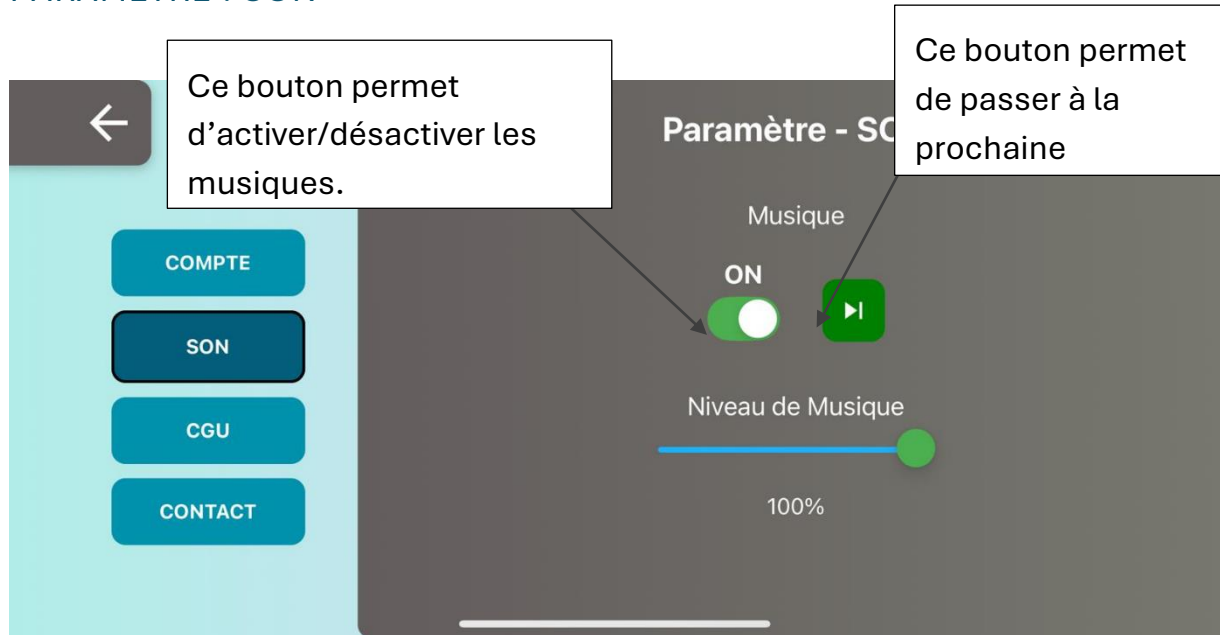 Ce bouton permet
d’activer/désactiver les
musiques.
Ce bouton permet
de passer à la
prochaine
Paramètre -
Musique
COMPTE
ON
SON
Niveau de Musique
CGU
CONTACT
100%